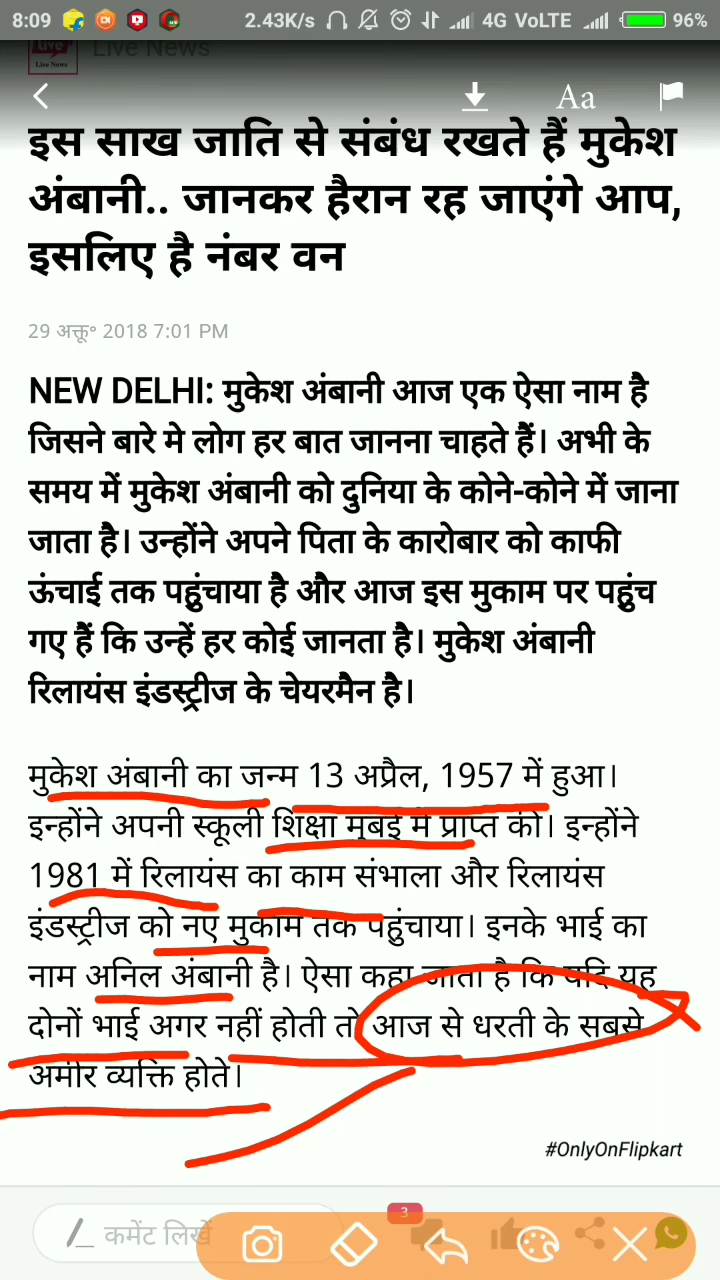 8:09 2.43K/s 4G VoLTE 96%
Live News
Live
Live News
Aa
इस साख जाति से संबंध रखते हैं मुकेश
अंबानी.. जानकर हैरान रह जाएंगे आप,
इसलिए है नंबर वन
29 अक्तू॰ 2018 7:01 PM
NEW DELHI: मुकेश अंबानी आज एक ऐसा नाम है
जिसने बारे मे लोग हर बात जानना चाहते हैं। अभी के
समय में मुकेश अंबानी को दुनिया के कोने-कोने में जाना
जाता है। उन्होंने अपने पिता के कारोबार को काफी
ऊंचाई तक पहुंचाया है और आज इस मुकाम पर पहुंच
गए हैं कि उन्हें हर कोई जानता है। मुकेश अंबानी
रिलायंस इंडस्ट्रीज के चेयरमैन है।
मुकेश अंबानी का जन्म 13 अप्रैल, 1957 में हुआ।
इन्होंने अपनी स्कूली शिक्षा मुंबई में प्राप्त की। इन्होंने
1981 में रिलायंस का काम संभाला और रिलायंस
इंडस्ट्रीज को नए मुकाम तक पहुंचाया। इनके भाई का
नाम अनिल अंबानी है। ऐसा कहा जाता है कि यदि यह
दोनों भाई अगर नहीं होती तो आज से धरती के सबसे
अमीर व्यक्ति होते।
#OnlyOnFlipkart
कमेंट लिखें
3